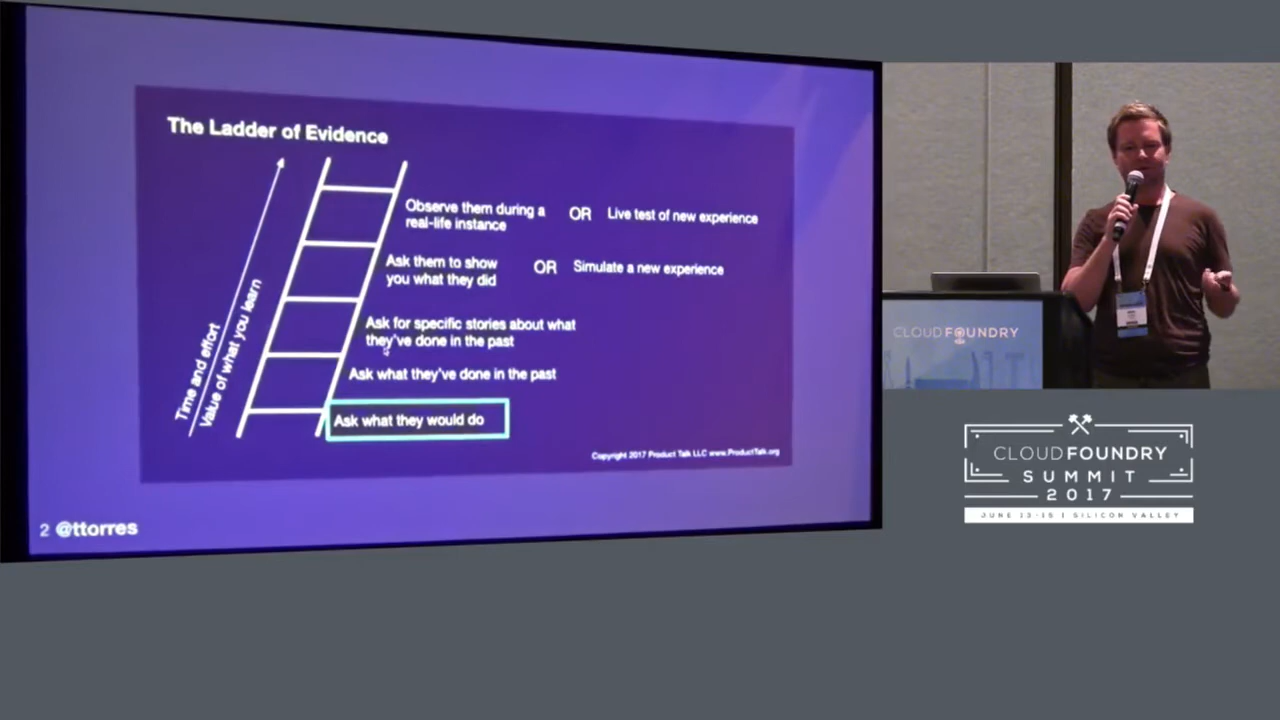 The Ladder of Evidence
Observe them during a
real-life instance
OR
Live test of new experience
Ask them to show
you what they did
OR
Simulate a new experience
Ask for specific stories about what
they've done in the past
Ask what they've done in the past
Ask what they would do
Time and effort
Value of what you learn
Copyright 2017 Product Talk LLC www.ProductTalk.org
2 @ttorres
CLOUD FOUNDRY
CLOUD FOUNDRY
SUMMIT
2017
JUNE 13-15 | SILICON VALLEY